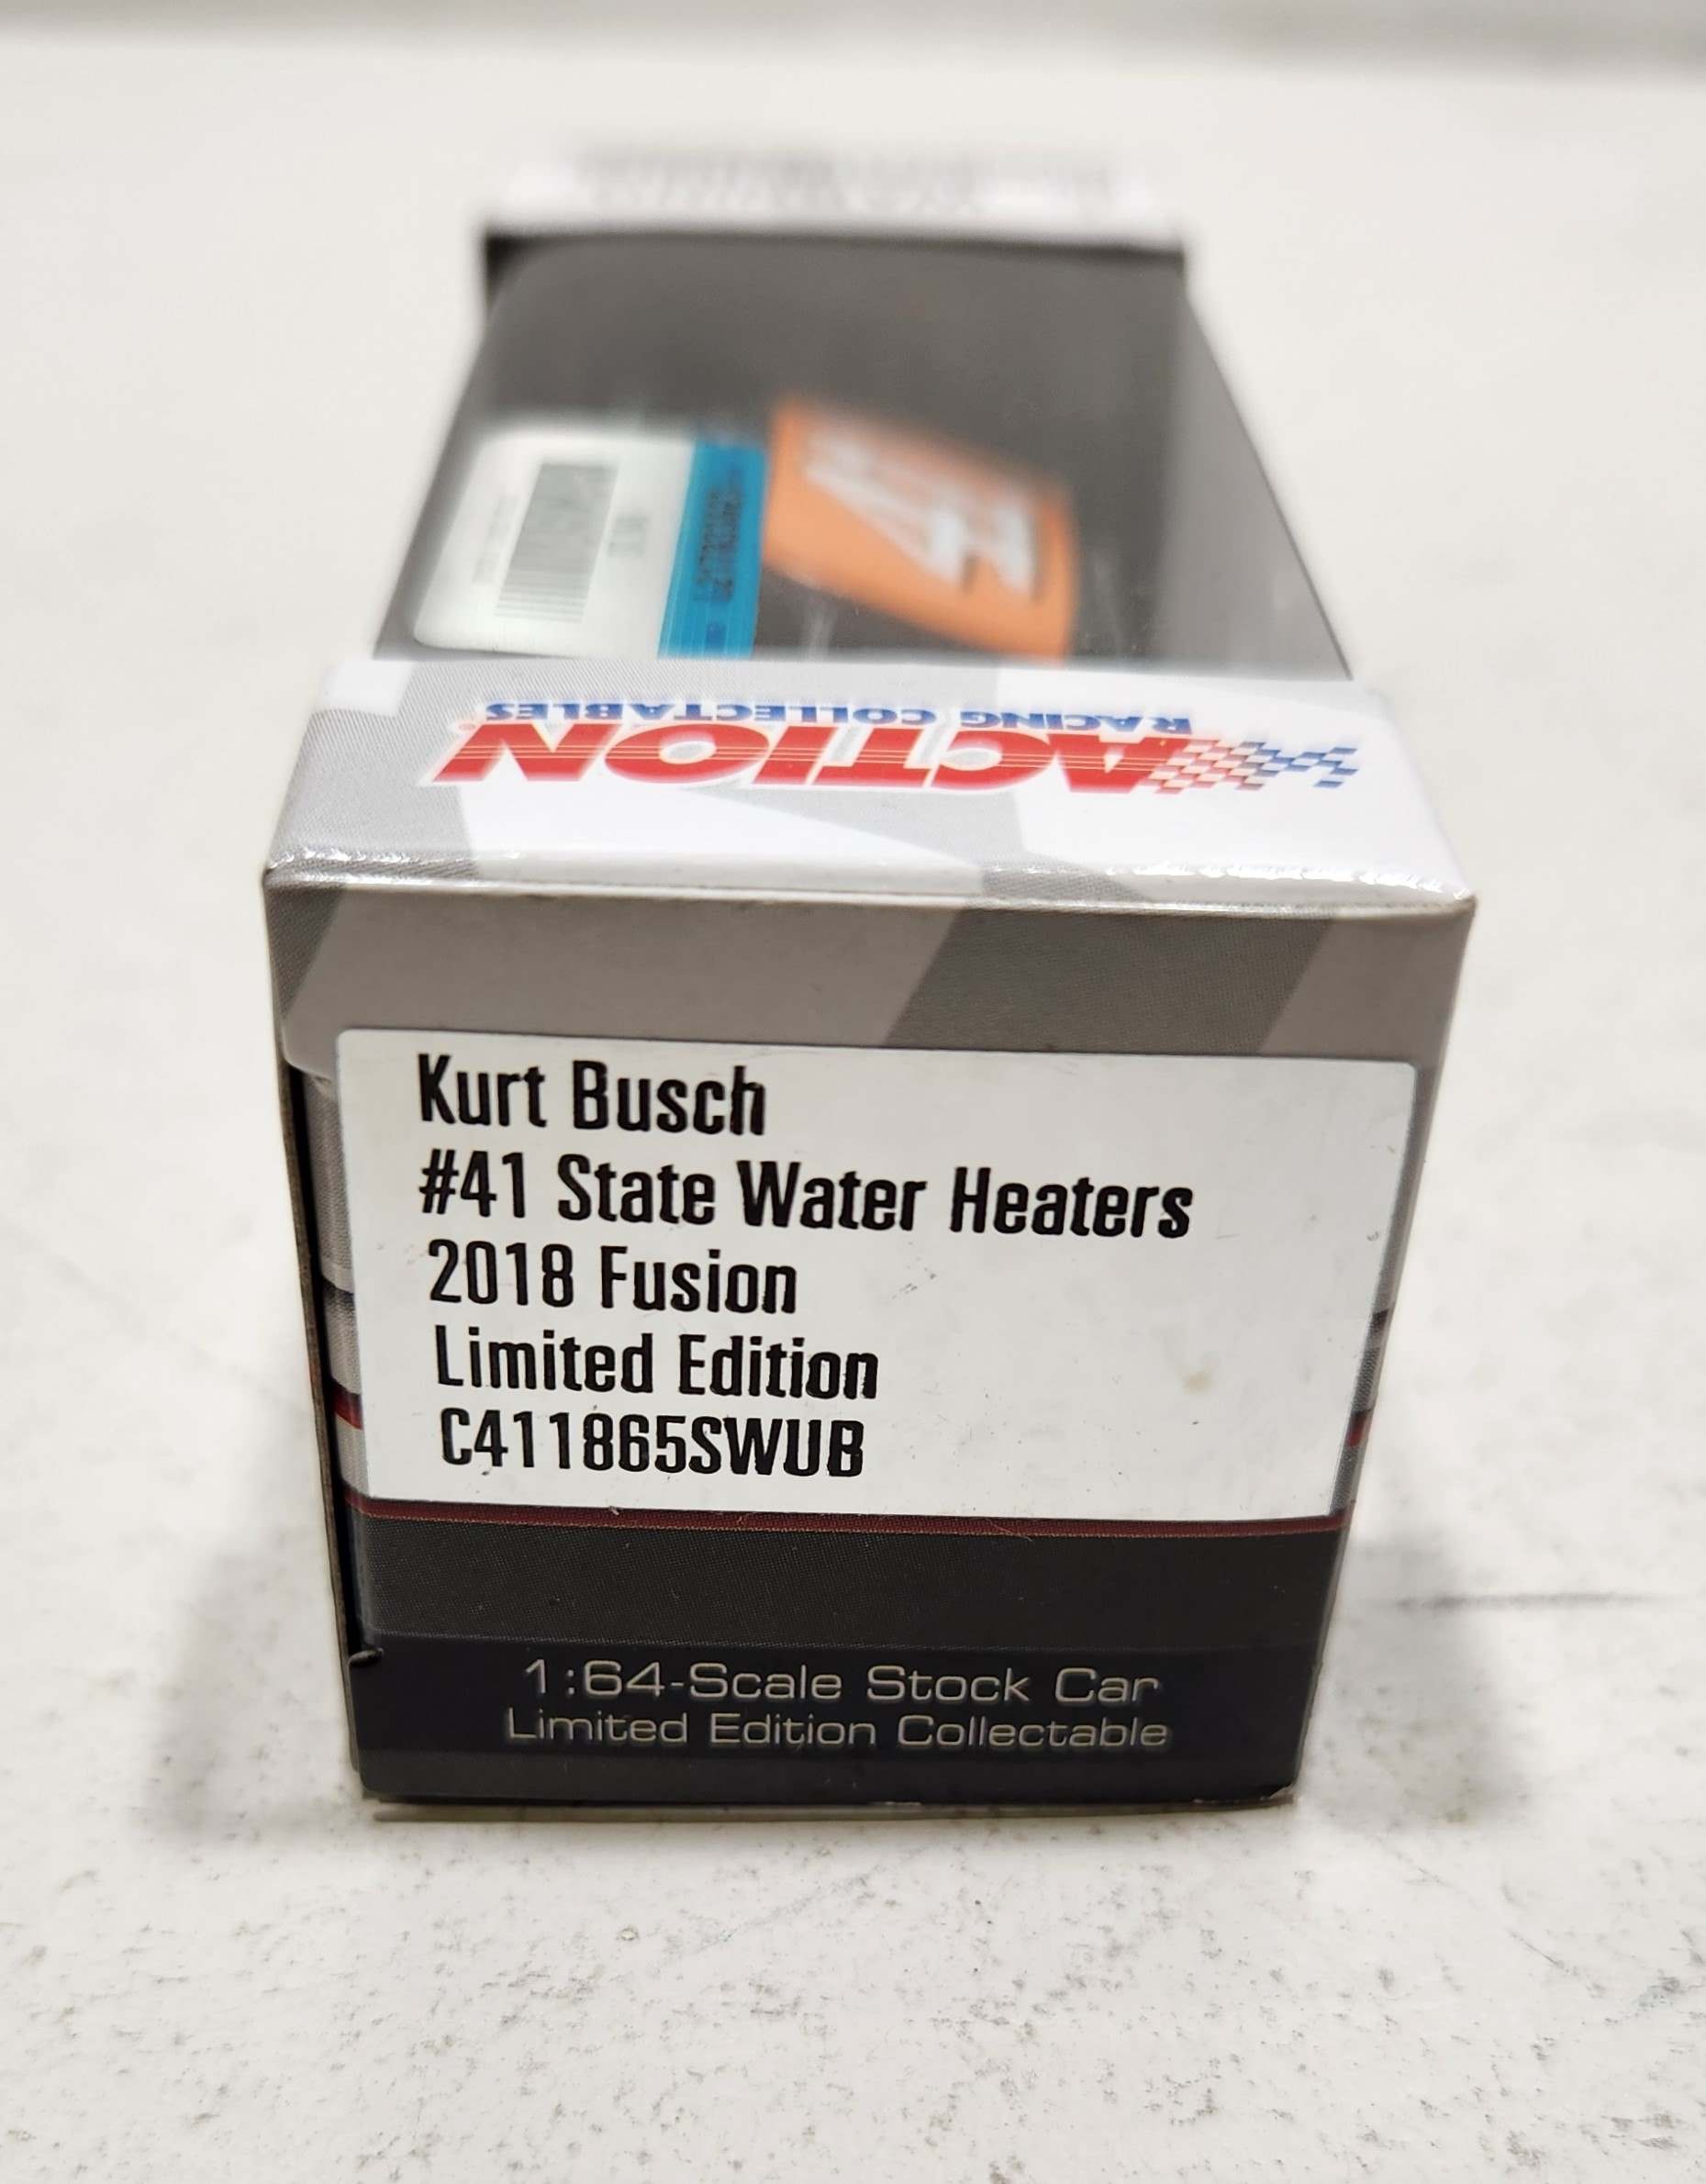 41
RACING COLLECTABLES
ACTION
Kurt Busch
#41 State Water Heaters
2018 Fusion
Limited Edition
C411865SWUB
1:64-Scale Stock Car
Limited Edition Collectable